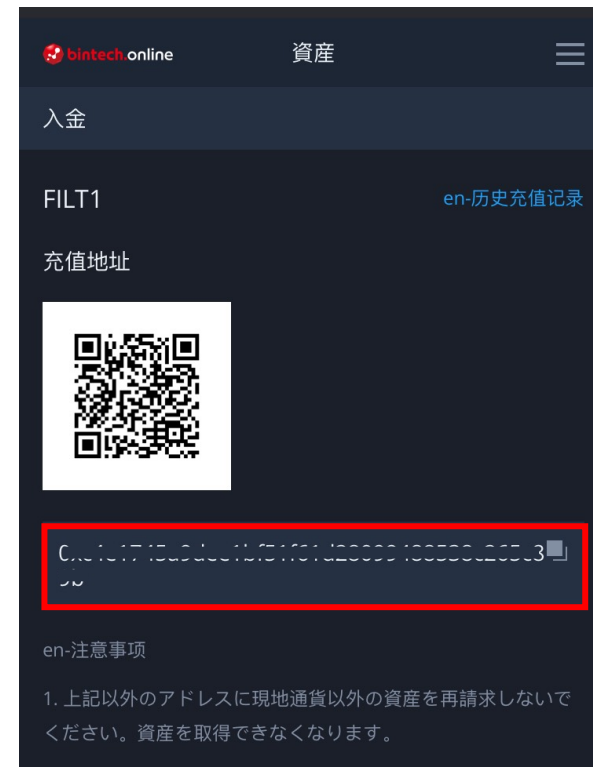 bintech.online
資産
入金
FILT1
en-历史充值记录
充值地址
en-注意事项
1. 上記以外のアドレスに現地通貨以外の資産を再請求しないで
ください。資産を取得できなくなります。